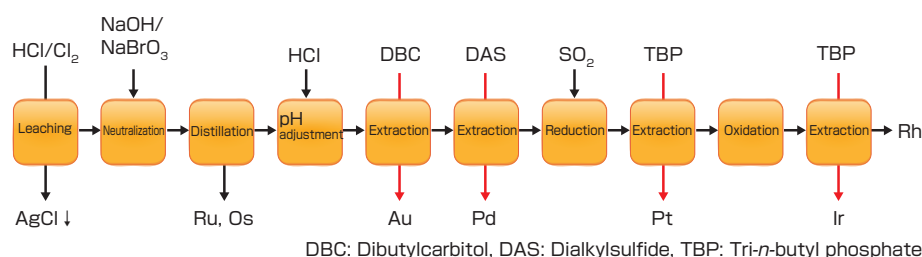 HCl/Cl2
NaOH/
NaBrO3
HCl
DBC
DAS
SO2
TBP
TBP
Leaching
Neutralization
Distillation
pH
adjustment
Extraction
Extraction
Reduction
Extraction
Oxidation
Extraction
Rh
AgCl ↓
Ru, Os
Au
Pd
Pt
Ir
DBC: Dibutylcarbitol, DAS: Dialkylsulfide, TBP: Tri-n-butyl phosphate